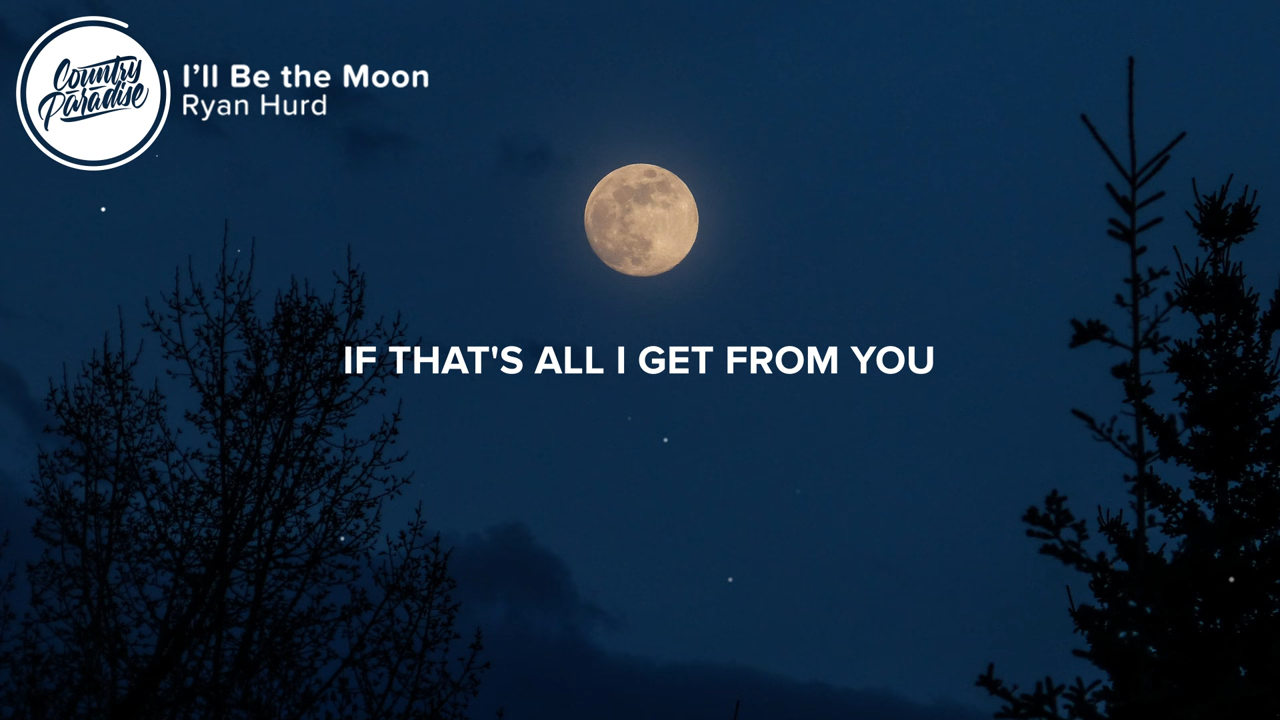 Country
Paradise
I'll Be the Moon
Ryan Hurd
IF THAT'S ALL I GET FROM YOU